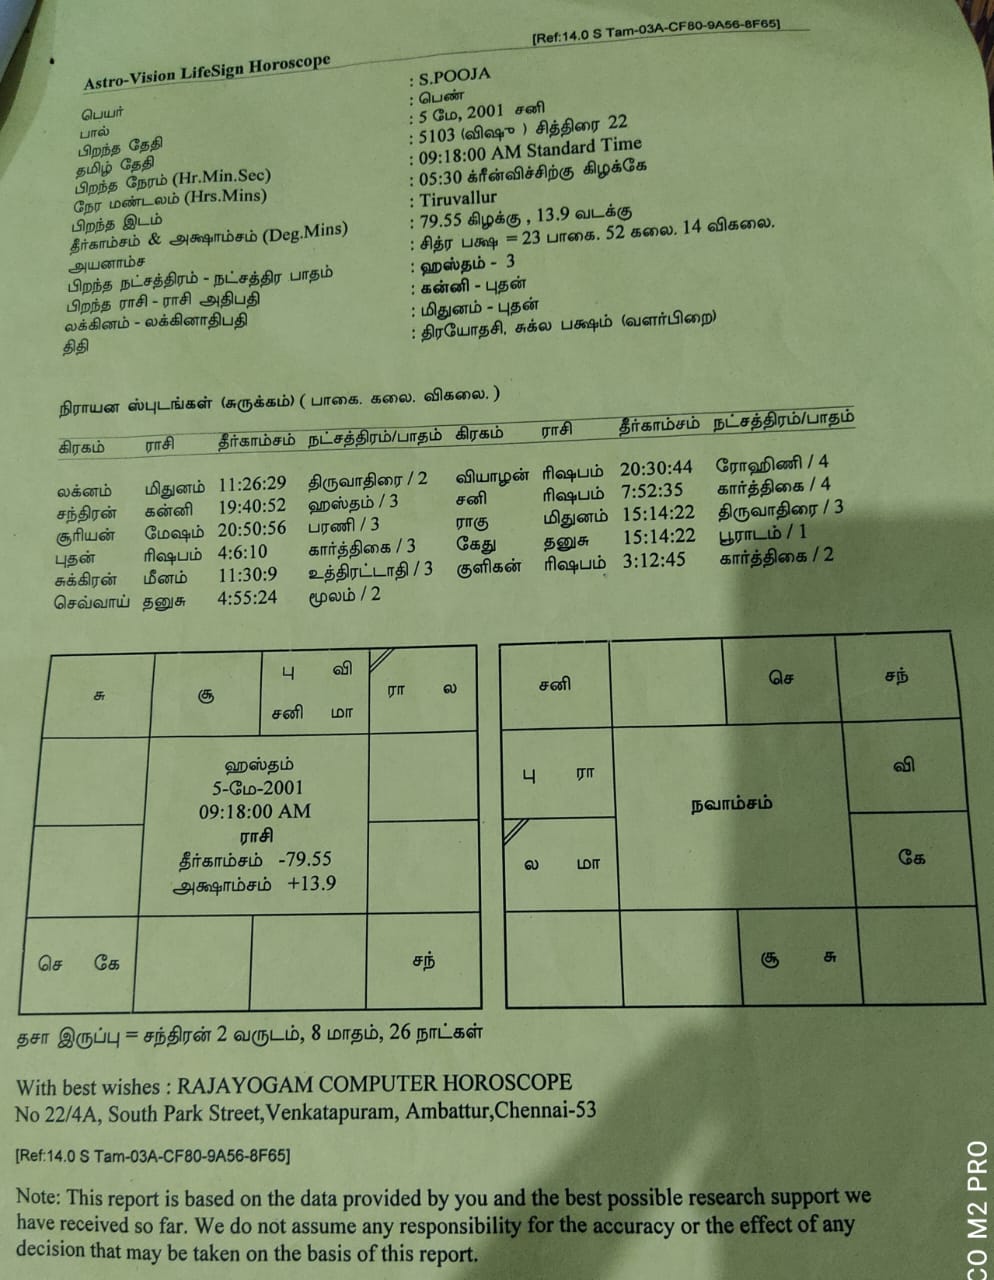 [Ref:14.0 S Tam-03A-CF80-9A56-8F65]
Astro-Vision LifeSign Horoscope
பெயர் : S.POOJA
பால் : பெண்
பிறந்த தேதி : 5 மே, 2001 சனி
தமிழ் தேதி : 5103 (விஷு ) சித்திரை 22
பிறந்த நேரம் (Hr.Min.Sec) : 09:18:00 AM Standard Time
நேர மண்டலம் (Hrs.Mins) : 05:30 க்ரீன்விச்சிற்கு கிழக்கே
பிறந்த இடம் : Tiruvallur
தீர்காம்சம் & அக்ஷாம்சம் (Deg.Mins) : 79.55 கிழக்கு , 13.9 வடக்கு
அயனாம்ச : சித்ர பக்ஷ = 23 பாகை. 52 கலை. 14 விகலை.
பிறந்த நட்சத்திரம் - நட்சத்திர பாதம் : ஹஸ்தம் - 3
பிறந்த ராசி - ராசி அதிபதி : கன்னி - புதன்
லக்கினம் - லக்கினாதிபதி : மிதுனம் - புதன்
திதி : திரயோதசி, சுக்ல பக்ஷம் (வளர்பிறை)
நிராயன ஸ்புடங்கள் (சுருக்கம்) ( பாகை. கலை. விகலை. )
கிரகம் ராசி தீர்காம்சம் நட்சத்திரம்/பாதம் கிரகம் ராசி தீர்காம்சம் நட்சத்திரம்/பாதம்
லக்னம் மிதுனம் 11:26:29 திருவாதிரை / 2 வியாழன் ரிஷபம் 20:30:44 ரோஹிணி / 4
சந்திரன் கன்னி 19:40:52 ஹஸ்தம் / 3 சனி ரிஷபம் 7:52:35 கார்த்திகை / 4
சூரியன் மேஷம் 20:50:56 பரணி / 3 ராகு மிதுனம் 15:14:22 திருவாதிரை / 3
புதன் ரிஷபம் 4:6:10 கார்த்திகை / 3 கேது தனுசு 15:14:22 பூராடம் / 1
சுக்கிரன் மீனம் 11:30:9 உத்திரட்டாதி / 3 குளிகன் ரிஷபம் 3:12:45 கார்த்திகை / 2
செவ்வாய் தனுசு 4:55:24 மூலம் / 2
சு சூ பு வி ரா ல
சனி மா
ஹஸ்தம்
5-மே-2001
09:18:00 AM
ராசி
தீர்காம்சம் -79.55
அக்ஷாம்சம் +13.9
செ கே சந்
சனி செ சந்
பு ரா வி
நவாம்சம்
ல மா கே
சூ சு
தசா இருப்பு = சந்திரன் 2 வருடம், 8 மாதம், 26 நாட்கள்
With best wishes : RAJAYOGAM COMPUTER HOROSCOPE
No 22/4A, South Park Street,Venkatapuram, Ambattur,Chennai-53
[Ref:14.0 S Tam-03A-CF80-9A56-8F65]
Note: This report is based on the data provided by you and the best possible research support we
have received so far. We do not assume any responsibility for the accuracy or the effect of any
decision that may be taken on the basis of this report.
CO M2 PRO